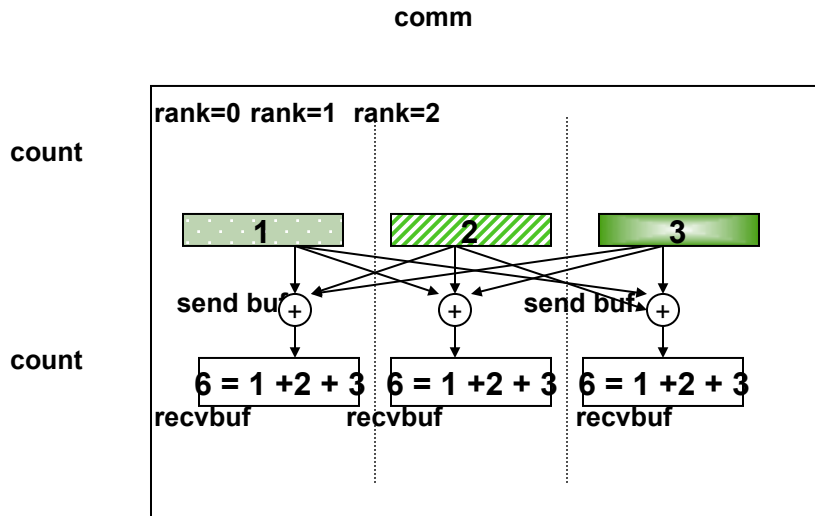 comm
rank=0 rank=1 rank=2
count
1 2 3
send buf send buf
+ + +
count
6 = 1 +2 + 3 6 = 1 +2 + 3 6 = 1 +2 + 3
recvbuf recvbuf recvbuf